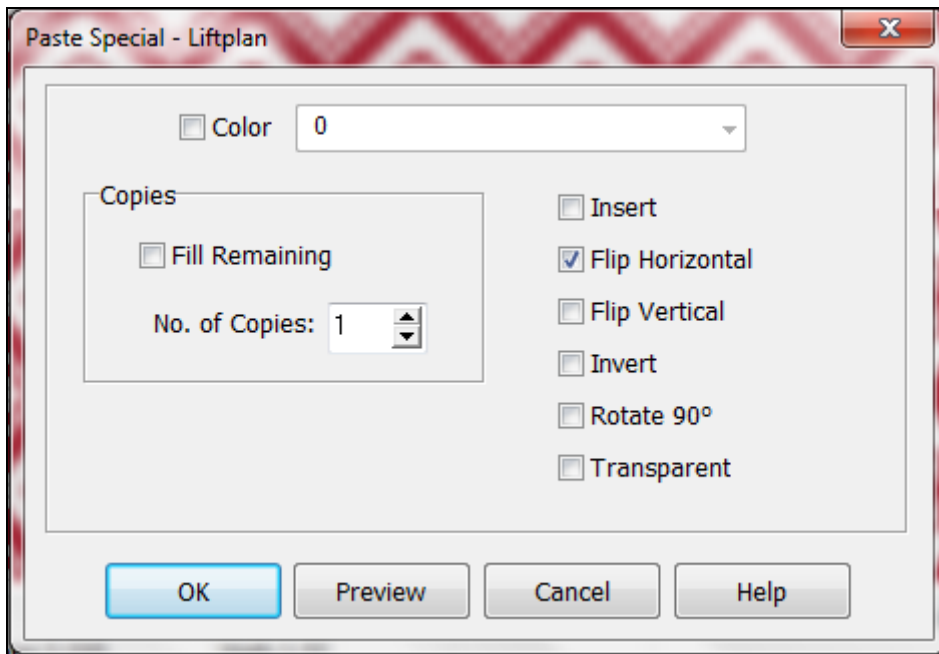 Paste Special - Liftplan
Color 0
Copies
Fill Remaining
No. of Copies: 1
Insert
Flip Horizontal
Flip Vertical
Invert
Rotate 90º
Transparent
OK Preview Cancel Help